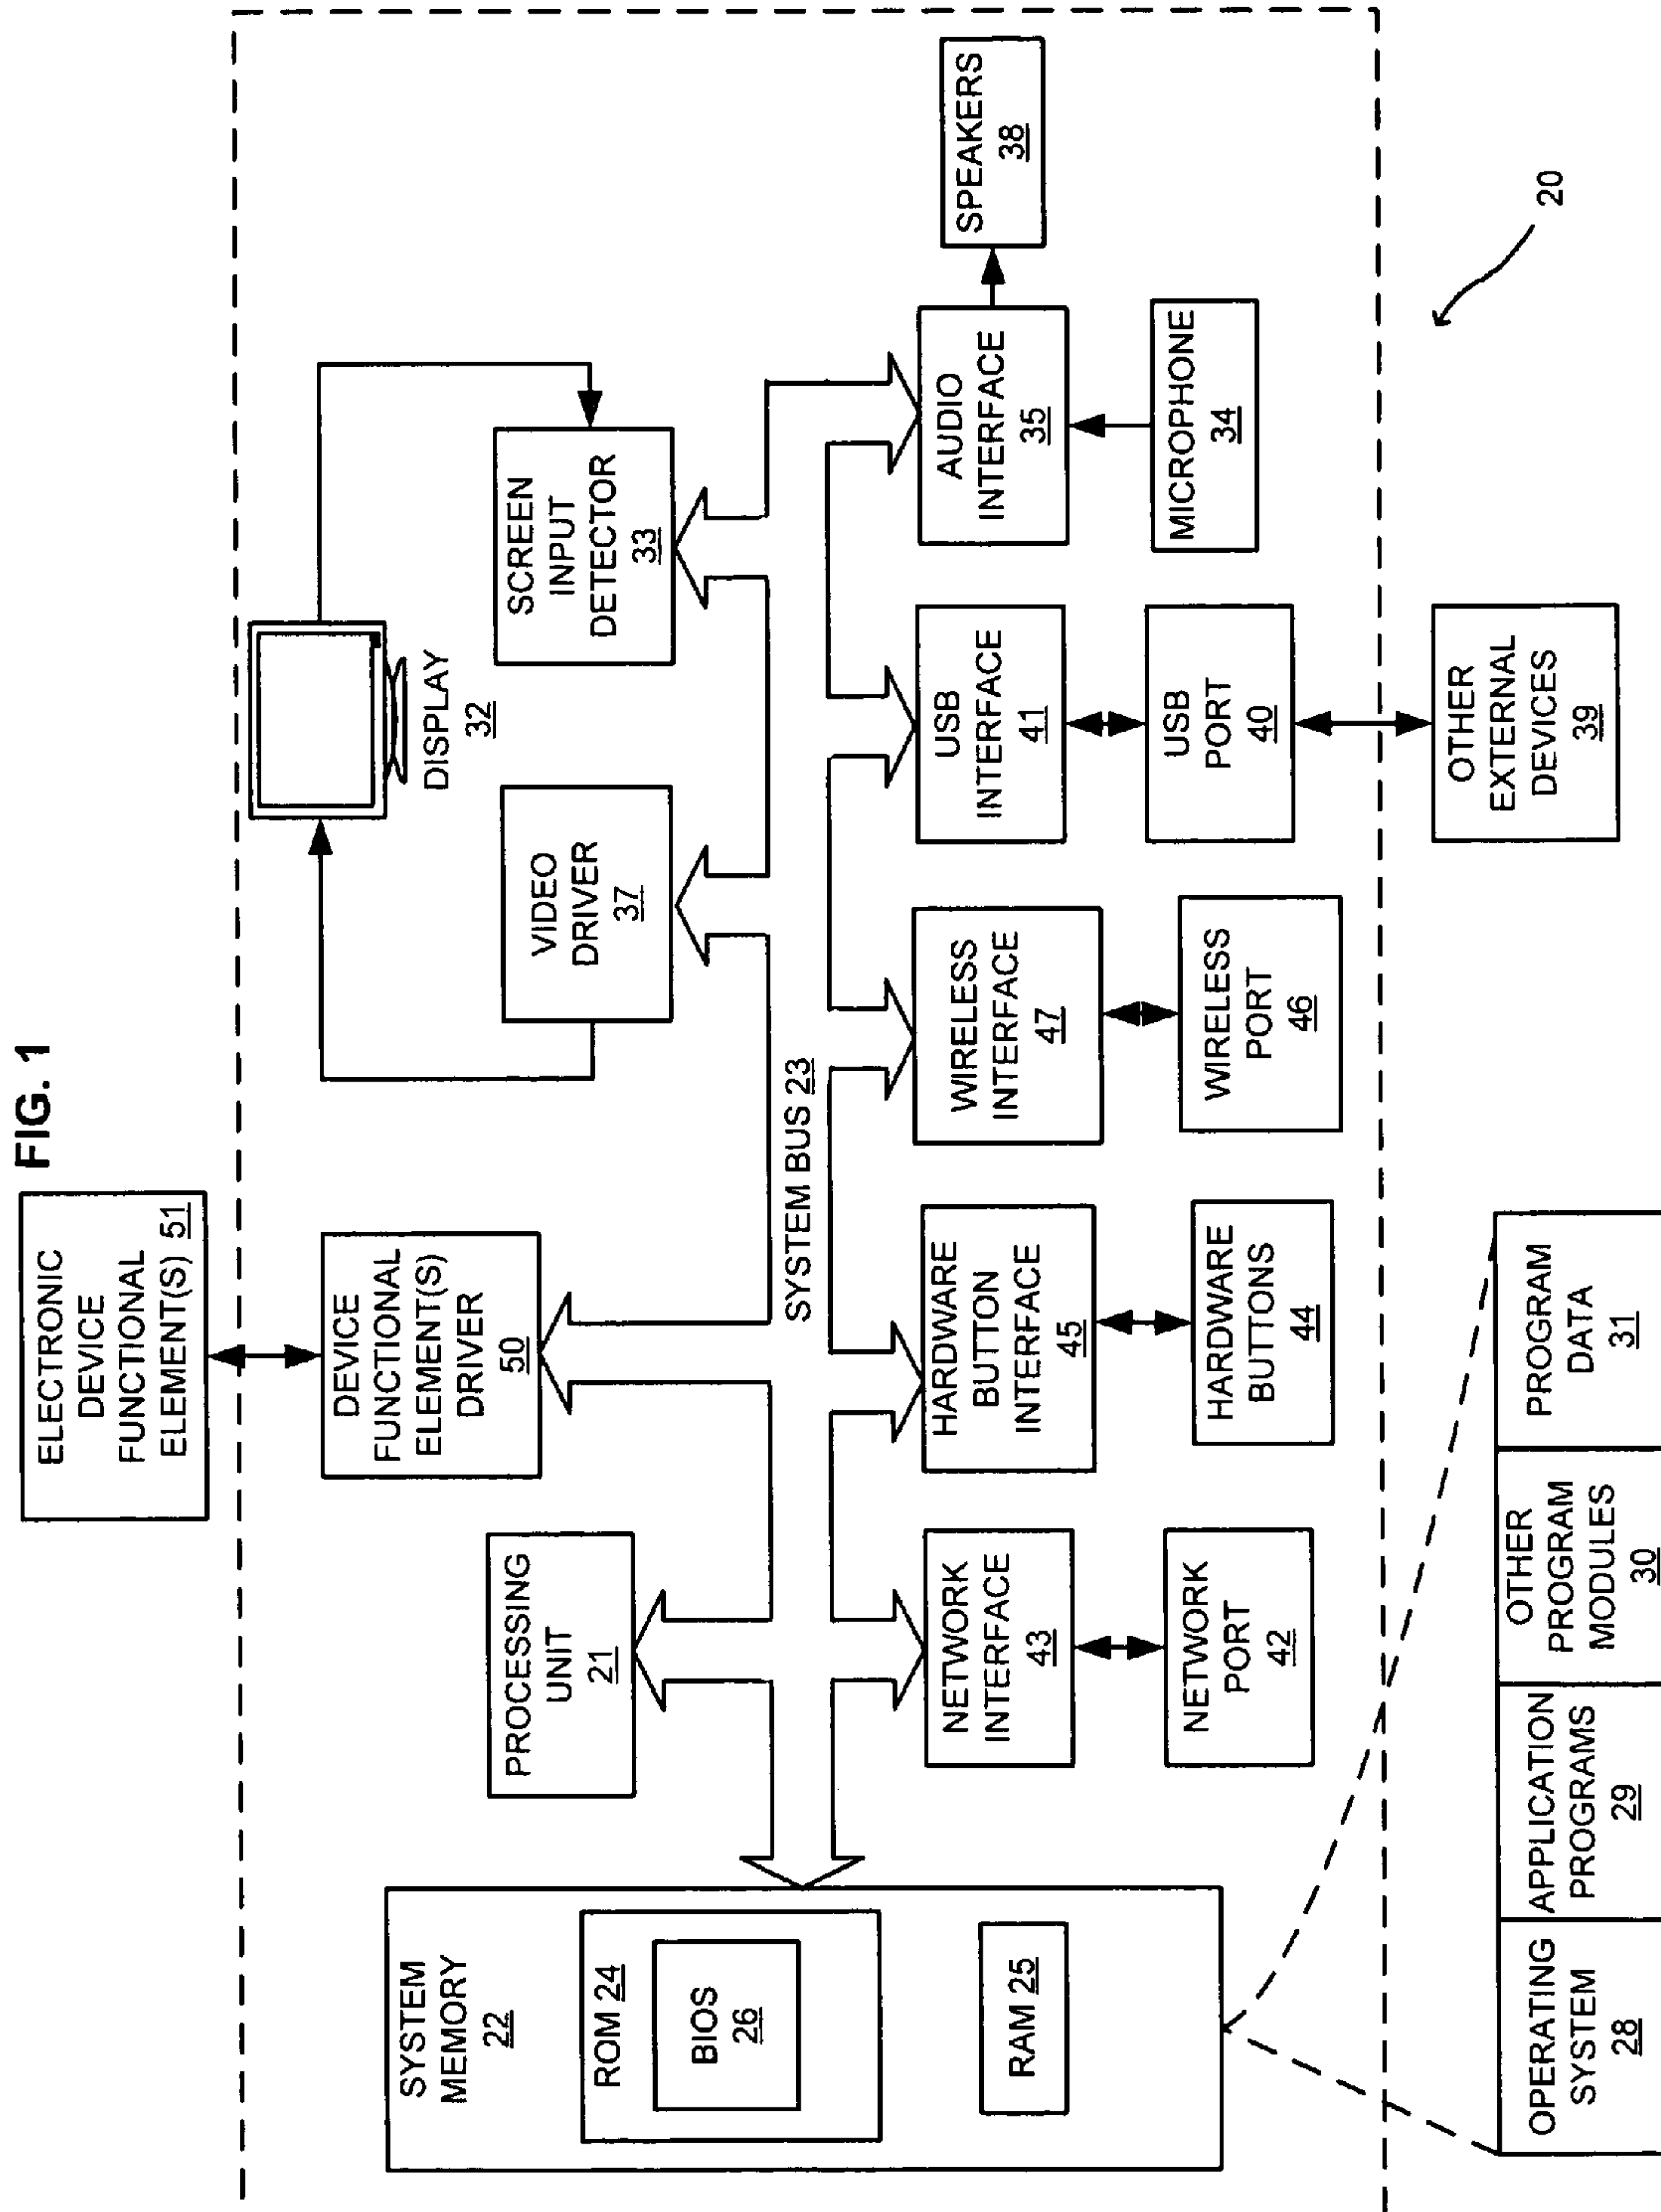 FIG. 1
ELECTRONIC
DEVICE
FUNCTIONAL
ELEMENT(S) 51
DEVICE
FUNCTIONAL
ELEMENT(S)
DRIVER
50
DISPLAY
32
VIDEO
DRIVER
37
SCREEN
INPUT
DETECTOR
33
PROCESSING
UNIT
21
SYSTEM
MEMORY
22
ROM 24
BIOS
26
RAM 25
SYSTEM BUS 23
NETWORK
INTERFACE
43
HARDWARE
BUTTON
INTERFACE
45
WIRELESS
INTERFACE
47
USB
INTERFACE
41
AUDIO
INTERFACE
35
SPEAKERS
38
NETWORK
PORT
42
HARDWARE
BUTTONS
44
WIRELESS
PORT
46
USB
PORT
40
MICROPHONE
34
OTHER
EXTERNAL
DEVICES
39
20
OPERATING
SYSTEM
28
APPLICATION
PROGRAMS
29
OTHER
PROGRAM
MODULES
30
PROGRAM
DATA
31